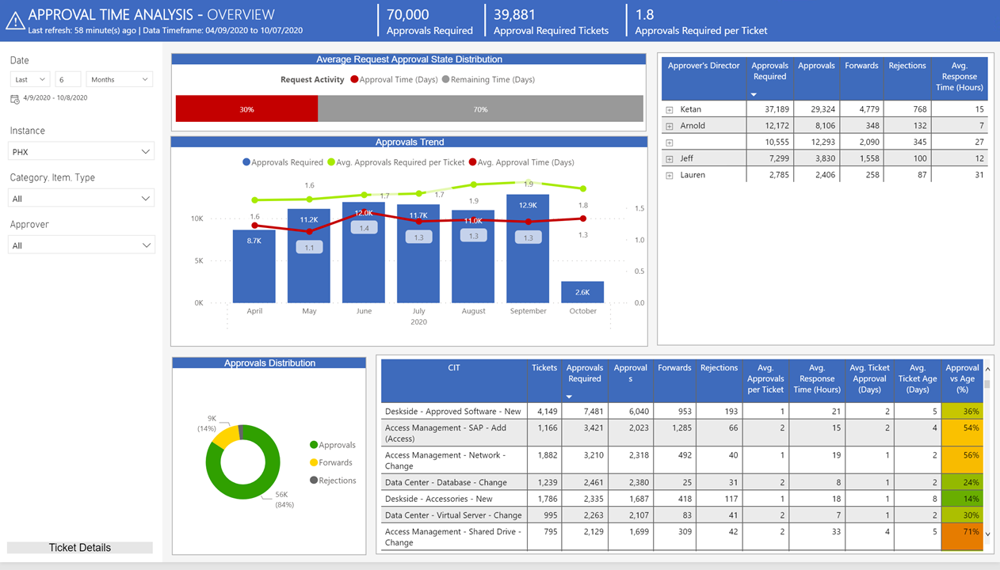 APPROVAL TIME ANALYSIS - OVERVIEW
Last refresh: 58 minute(s) ago | Data Timeframe: 04/09/2020 to 10/07/2020
70,000
Approvals Required
39,881
Approval Required Tickets
1.8
Approvals Required per Ticket
Date
Last 6 Months
4/9/2020 - 10/8/2020
Instance
PHX
Category. Item. Type
All
Approver
All
Ticket Details
Average Request Approval State Distribution
Request Activity Approval Time (Days) Remaining Time (Days)
30% 70%
Approvals Trend
Approvals Required Avg. Approvals Required per Ticket Avg. Approval Time (Days)
10K
5K
0K
1.5
1.0
0.5
0.0
1.6 1.6 1.7 1.7 1.9 1.9 1.8
8.7K 11.2K 12.0K 11.7K 11.0K 12.9K 2.6K
1.1 1.4 1.3 1.3 1.3 1.3
April May June July August September October
2020
Approver's Director Approvals Required Approvals Forwards Rejections Avg. Response Time (Hours)
Ketan 37,189 29,324 4,779 768 15
Arnold 12,172 8,106 348 132 7
10,555 12,293 2,090 345 27
Jeff 7,299 3,830 1,558 100 12
Lauren 2,785 2,406 258 87 31
Approvals Distribution
9K
(14%)
56K
(84%)
Approvals
Forwards
Rejections
CIT Tickets Approvals Required Approvals Forwards Rejections Avg. Approvals per Ticket Avg. Response Time (Hours) Avg. Ticket Approval (Days) Avg. Ticket Age (Days) Approval vs Age (%)
Deskside - Approved Software - New 4,149 7,481 6,040 953 193 1 21 2 5 36%
Access Management - SAP - Add (Access) 1,166 3,421 2,023 1,285 66 2 15 2 4 54%
Access Management - Network - Change 1,882 3,210 2,318 492 40 1 19 1 2 56%
Data Center - Database - Change 1,239 2,461 2,380 25 31 2 8 1 2 24%
Deskside - Accessories - New 1,786 2,335 1,687 418 117 1 18 1 8 14%
Data Center - Virtual Server - Change 995 2,263 2,107 83 41 2 7 1 2 30%
Access Management - Shared Drive - Change 795 2,129 1,699 309 42 2 33 4 5 71%